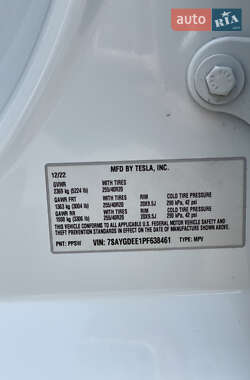 AUTO.RIA
MFD BY TESLA, INC.
12/22
GVWR WITH TIRES
2369 kg (5224 lb) 255/40R20
GAWR FRT WITH TIRES RIM COLD TIRE PRESSURE
1363 kg (3004 lb) 255/40R20 20X9.5J 290 kPa, 42 psi
GAWR RR WITH TIRES RIM COLD TIRE PRESSURE
1500 kg (3306 lb) 255/40R20 20X9.5J 290 kPa, 42 psi
THIS VEHICLE CONFORMS TO ALL APPLICABLE U.S. FEDERAL
MOTOR VEHICLE SAFETY, BUMPER, AND THEFT PREVENTION
STANDARDS IN EFFECT ON THE DATE OF MANUFACTURE SHOWN
ABOVE.
PNT: PPSW VIN: 7SAYGDEE1PF638461 TYPE: MPV